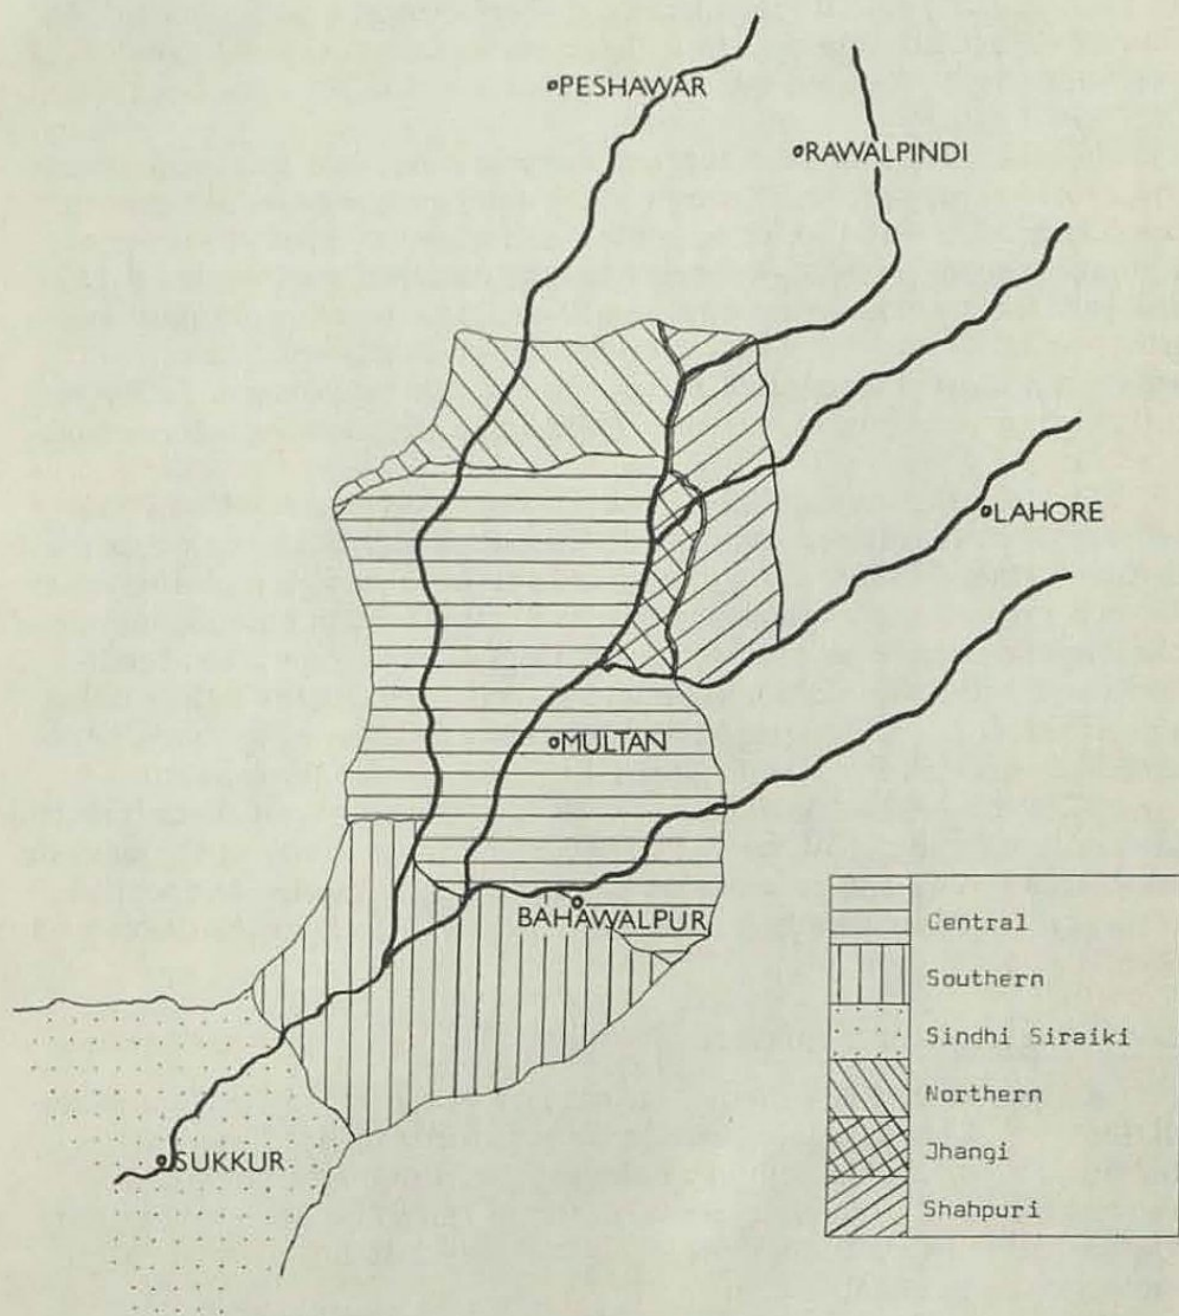 PESHAWAR
RAWALPINDI
LAHORE
MULTAN
BAHAWALPUR
Central
Southern
Sindhi Siraiki
Northern
Jhangi
Shahpuri
SUKKUR